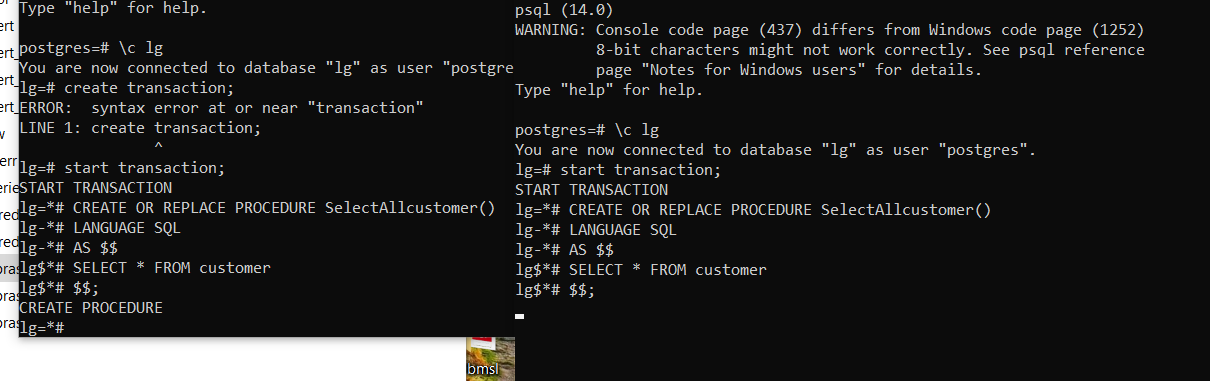 Type "help" for help.
postgres=# \c lg
You are now connected to database "lg" as user "postgre
lg=# create transaction;
ERROR:  syntax error at or near "transaction"
LINE 1: create transaction;
               ^
lg=# start transaction;
START TRANSACTION
lg=*# CREATE OR REPLACE PROCEDURE SelectAllcustomer()
lg-*# LANGUAGE SQL
lg-*# AS $$
lg$*# SELECT * FROM customer
lg$*# $$;
CREATE PROCEDURE
lg=*#
psql (14.0)
WARNING: Console code page (437) differs from Windows code page (1252)
         8-bit characters might not work correctly. See psql reference
         page "Notes for Windows users" for details.
Type "help" for help.
postgres=# \c lg
You are now connected to database "lg" as user "postgres".
lg=# start transaction;
START TRANSACTION
lg=*# CREATE OR REPLACE PROCEDURE SelectAllcustomer()
lg-*# LANGUAGE SQL
lg-*# AS $$
lg$*# SELECT * FROM customer
lg$*# $$;
bmsl